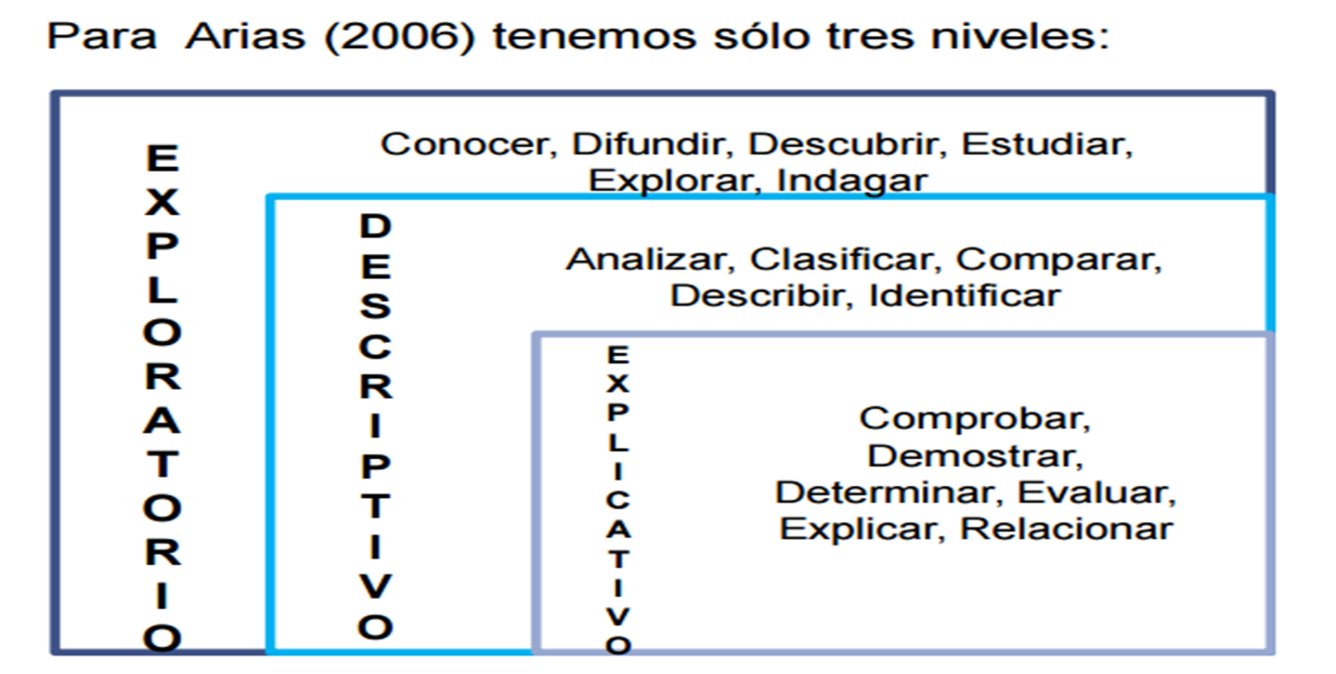 Para Arias (2006) tenemos sólo tres niveles:
EXPLORATORIO
Conocer, Difundir, Descubrir, Estudiar,
Explorar, Indagar
DESCRIPTIVO
Analizar, Clasificar, Comparar,
Describir, Identificar
EXPLICATIVO
Comprobar,
Demostrar,
Determinar, Evaluar,
Explicar, Relacionar